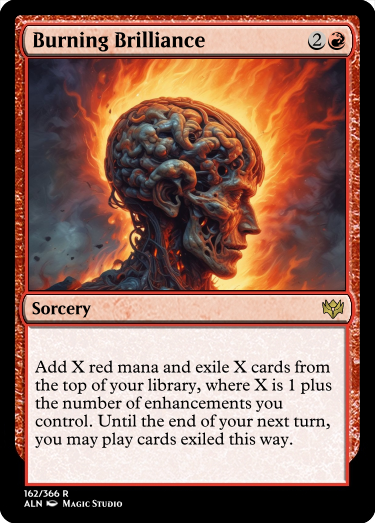 Burning Brilliance 2
Sorcery
Add X red mana and exile X cards from
the top of your library, where X is 1 plus
the number of enhancements you
control. Until the end of your next turn,
you may play cards exiled this way.
162/366 R
ALN Magic Studio